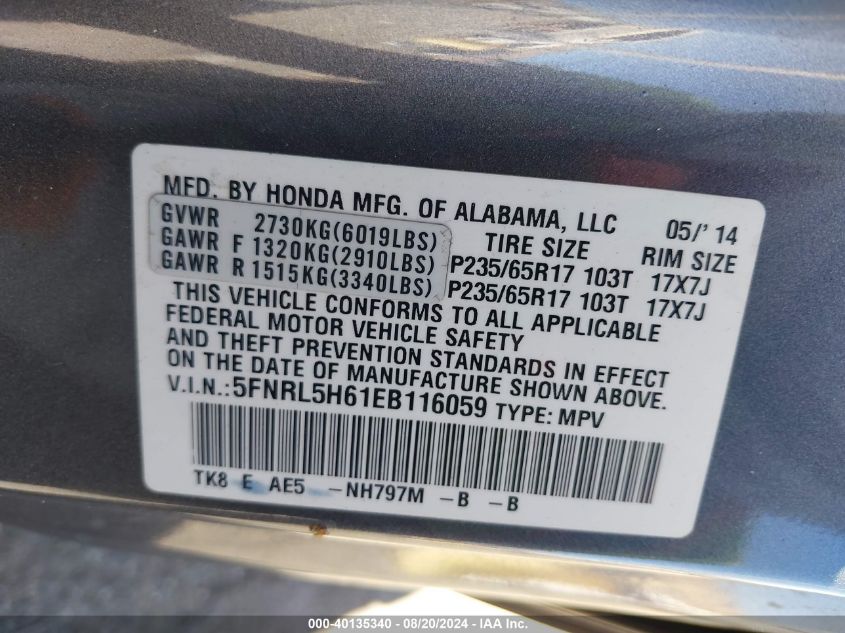 MFD. BY HONDA MFG. OF ALABAMA, LLC 05/'14
GVWR 2730KG(6019LBS) TIRE SIZE RIM SIZE
GAWR F 1320KG(2910LBS) P235/65R17 103T 17X7J
GAWR R 1515KG(3340LBS) P235/65R17 103T 17X7J
THIS VEHICLE CONFORMS TO ALL APPLICABLE
FEDERAL MOTOR VEHICLE SAFETY
AND THEFT PREVENTION STANDARDS IN EFFECT
ON THE DATE OF MANUFACTURE SHOWN ABOVE.
V.I.N.:5FNRL5H61EB116059 TYPE: MPV
TK8 E AE5 -NH797M -B -B
000-40135340 - 08/20/2024 - IAA Holdings, LLC.